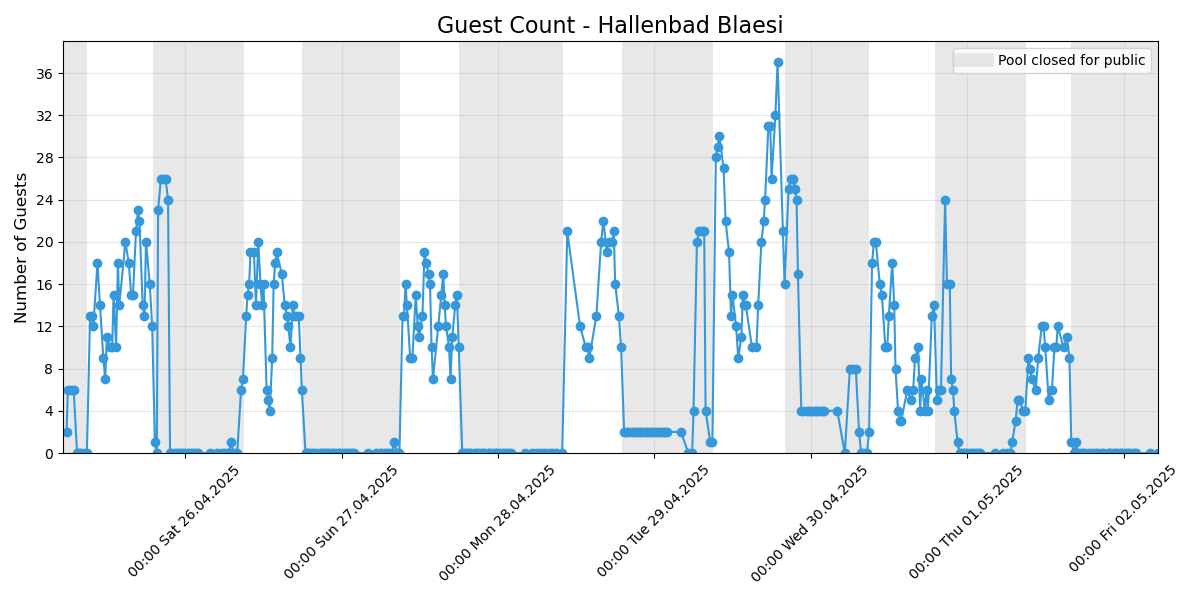 Guest Count - Hallenbad Blaesi
Pool closed for public
Number of Guests
36
32
28
24
20
16
12
8
4
0
00:00 Sat 26.04.2025
00:00 Sun 27.04.2025
00:00 Mon 28.04.2025
00:00 Tue 29.04.2025
00:00 Wed 30.04.2025
00:00 Thu 01.05.2025
00:00 Fri 02.05.2025